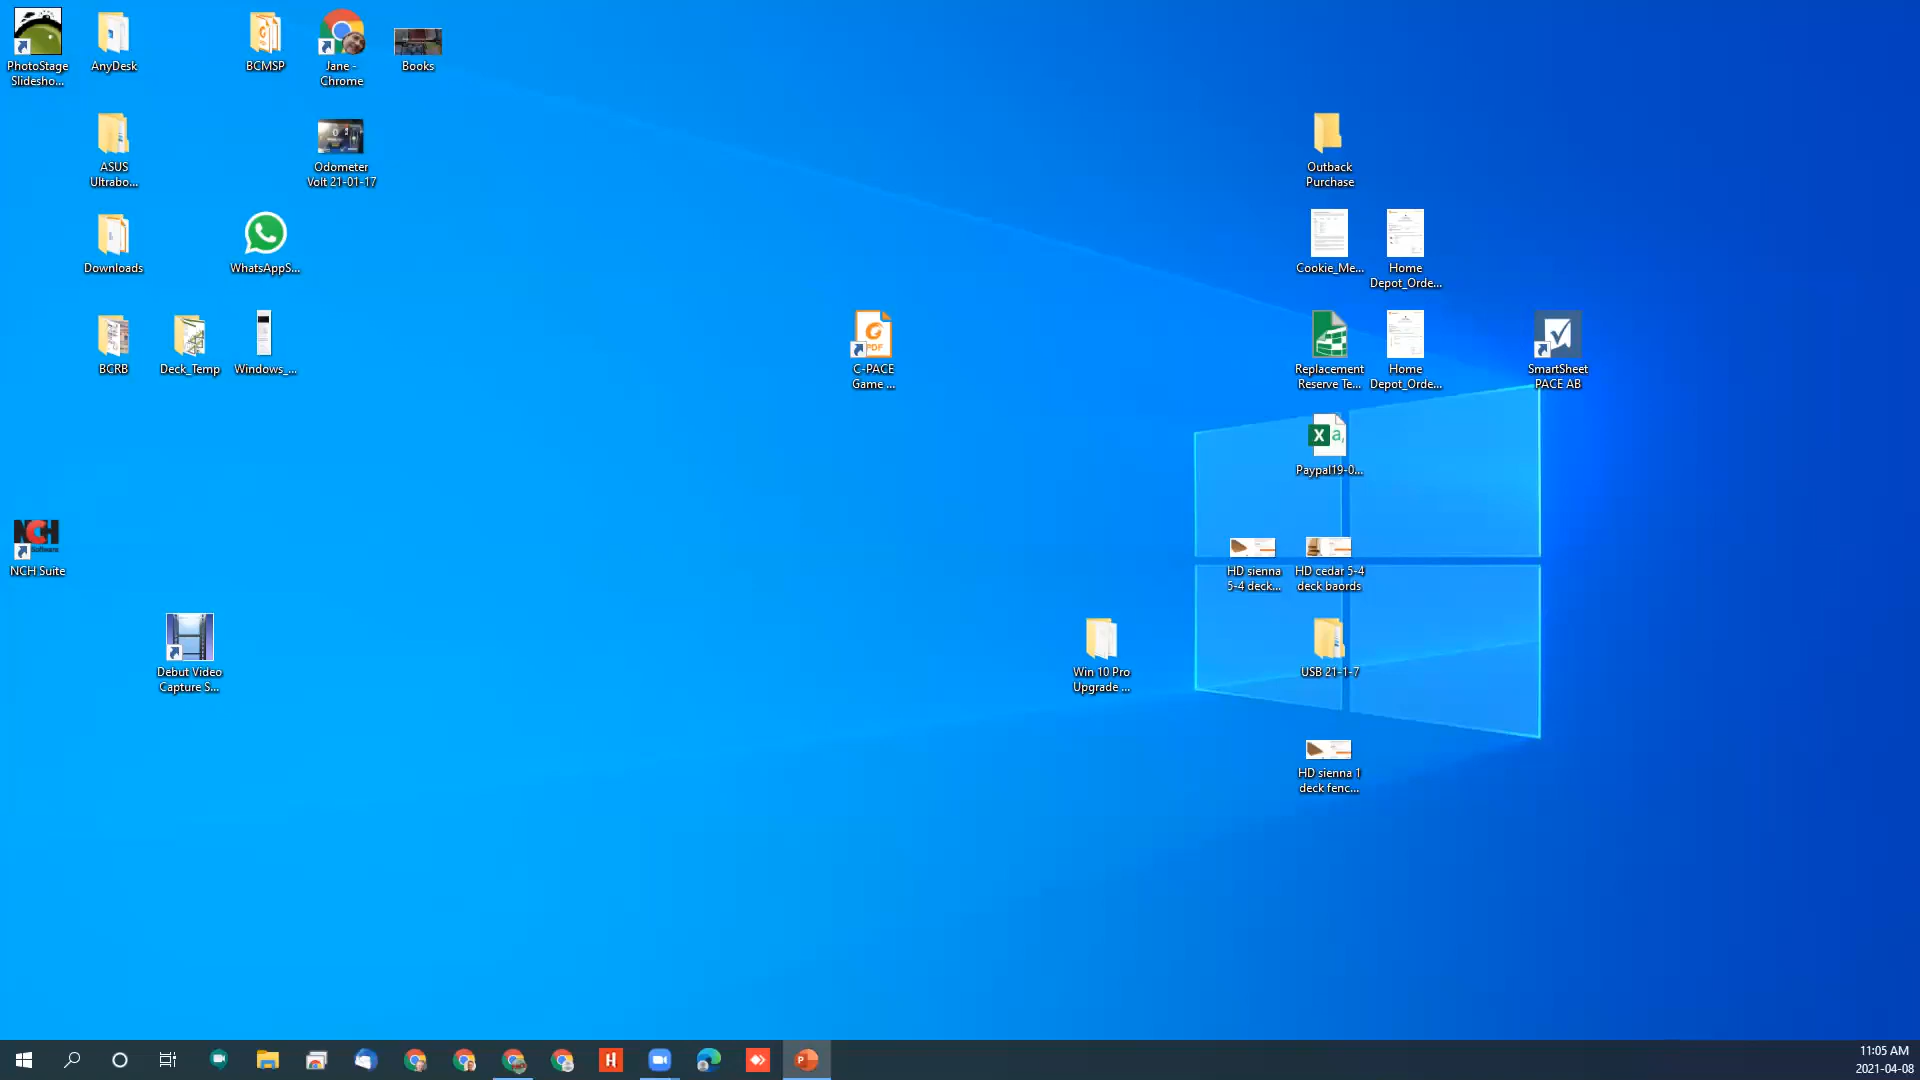 PhotoStage
Slidesho...
AnyDesk
BCMSP
Jane -
Chrome
Books
ASUS
Ultrabo...
Odometer
Volt 21-01-17
Outback
Purchase
Downloads
WhatsAppS...
Cookie_Me...
Home
Depot_Orde...
BCRB
Deck_Temp
Windows_...
PDF
C-PACE
Game ...
Replacement
Reserve Te...
Home
Depot_Orde...
SmartSheet
PACE AB
X a,
Paypal19-0...
NCH
Software
NCH Suite
HD sienna
5-4 deck...
HD cedar 5-4
deck baords
Debut Video
Capture S...
Win 10 Pro
Upgrade ...
USB 21-1-7
HD sienna 1
deck fenc...
H
P
11:05 AM
2021-04-08